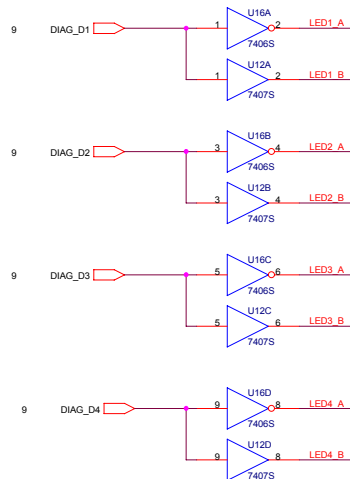 U16A
9 DIAG_D1 1 2 LED1_A
7406S
U12A
1 2 LED1_B
7407S
U16B
9 DIAG_D2 3 4 LED2_A
7406S
U12B
3 4 LED2_B
7407S
U16C
9 DIAG_D3 5 6 LED3_A
7406S
U12C
5 6 LED3_B
7407S
U16D
9 DIAG_D4 9 8 LED4_A
7406S
U12D
9 8 LED4_B
7407S